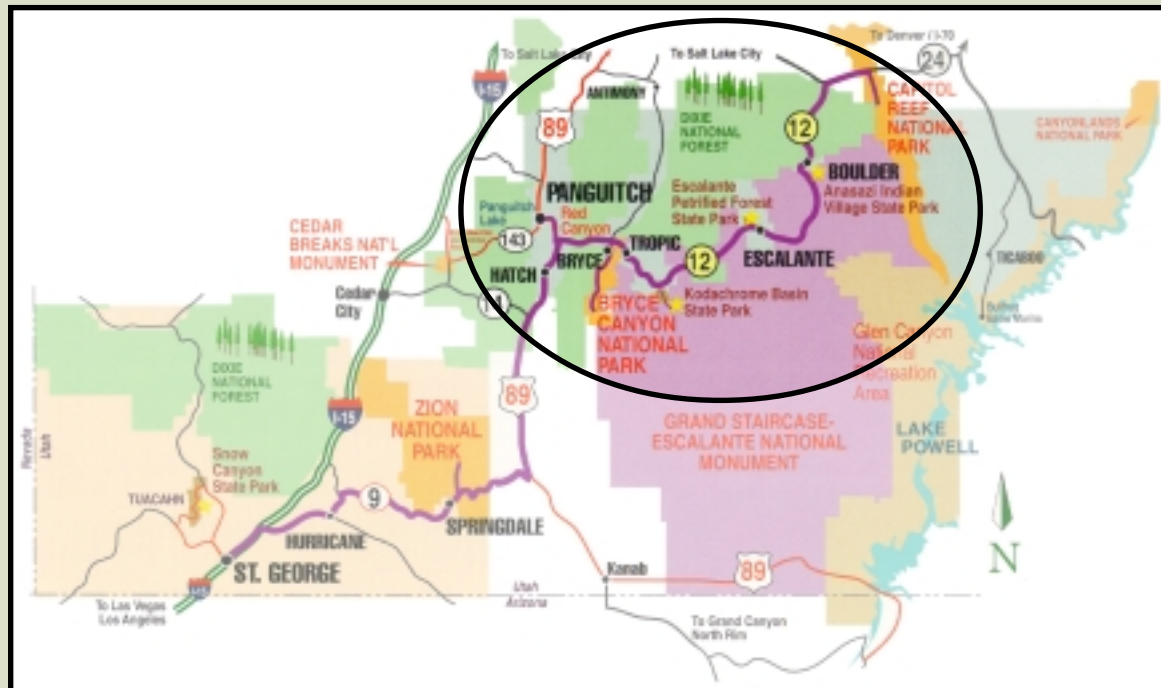 To Salt Lake City
To Salt Lake City
To Denver / I-70
24
I-15
ANTIMONY
89
DIXIE
NATIONAL
FOREST
12
CAPITOL
REEF
NATIONAL
PARK
CANYONLANDS
NATIONAL PARK
BOULDER
Anasazi Indian
Village State Park
Escalante
Petrified Forest
State Park
PANGUITCH
Panguitch
Lake
Red
Canyon
143
CEDAR
BREAKS NAT'L
MONUMENT
TROPIC
BRYCE
12
ESCALANTE
HATCH
TICABOO
Cedar
City
Kodachrome Basin
State Park
BRYCE
CANYON
NATIONAL
PARK
Glen Canyon
National
Recreation
Area
DIXIE
NATIONAL
FOREST
I-15
ZION
NATIONAL
PARK
89
GRAND STAIRCASE-
ESCALANTE NATIONAL
MONUMENT
LAKE
POWELL
Nevada
Utah
Snow
Canyon
State Park
TUACAHN
9
SPRINGDALE
HURRICANE
ST. GEORGE
N
Kanab
89
Utah
Arizona
To Las Vegas
Los Angeles
To Grand Canyon
North Rim